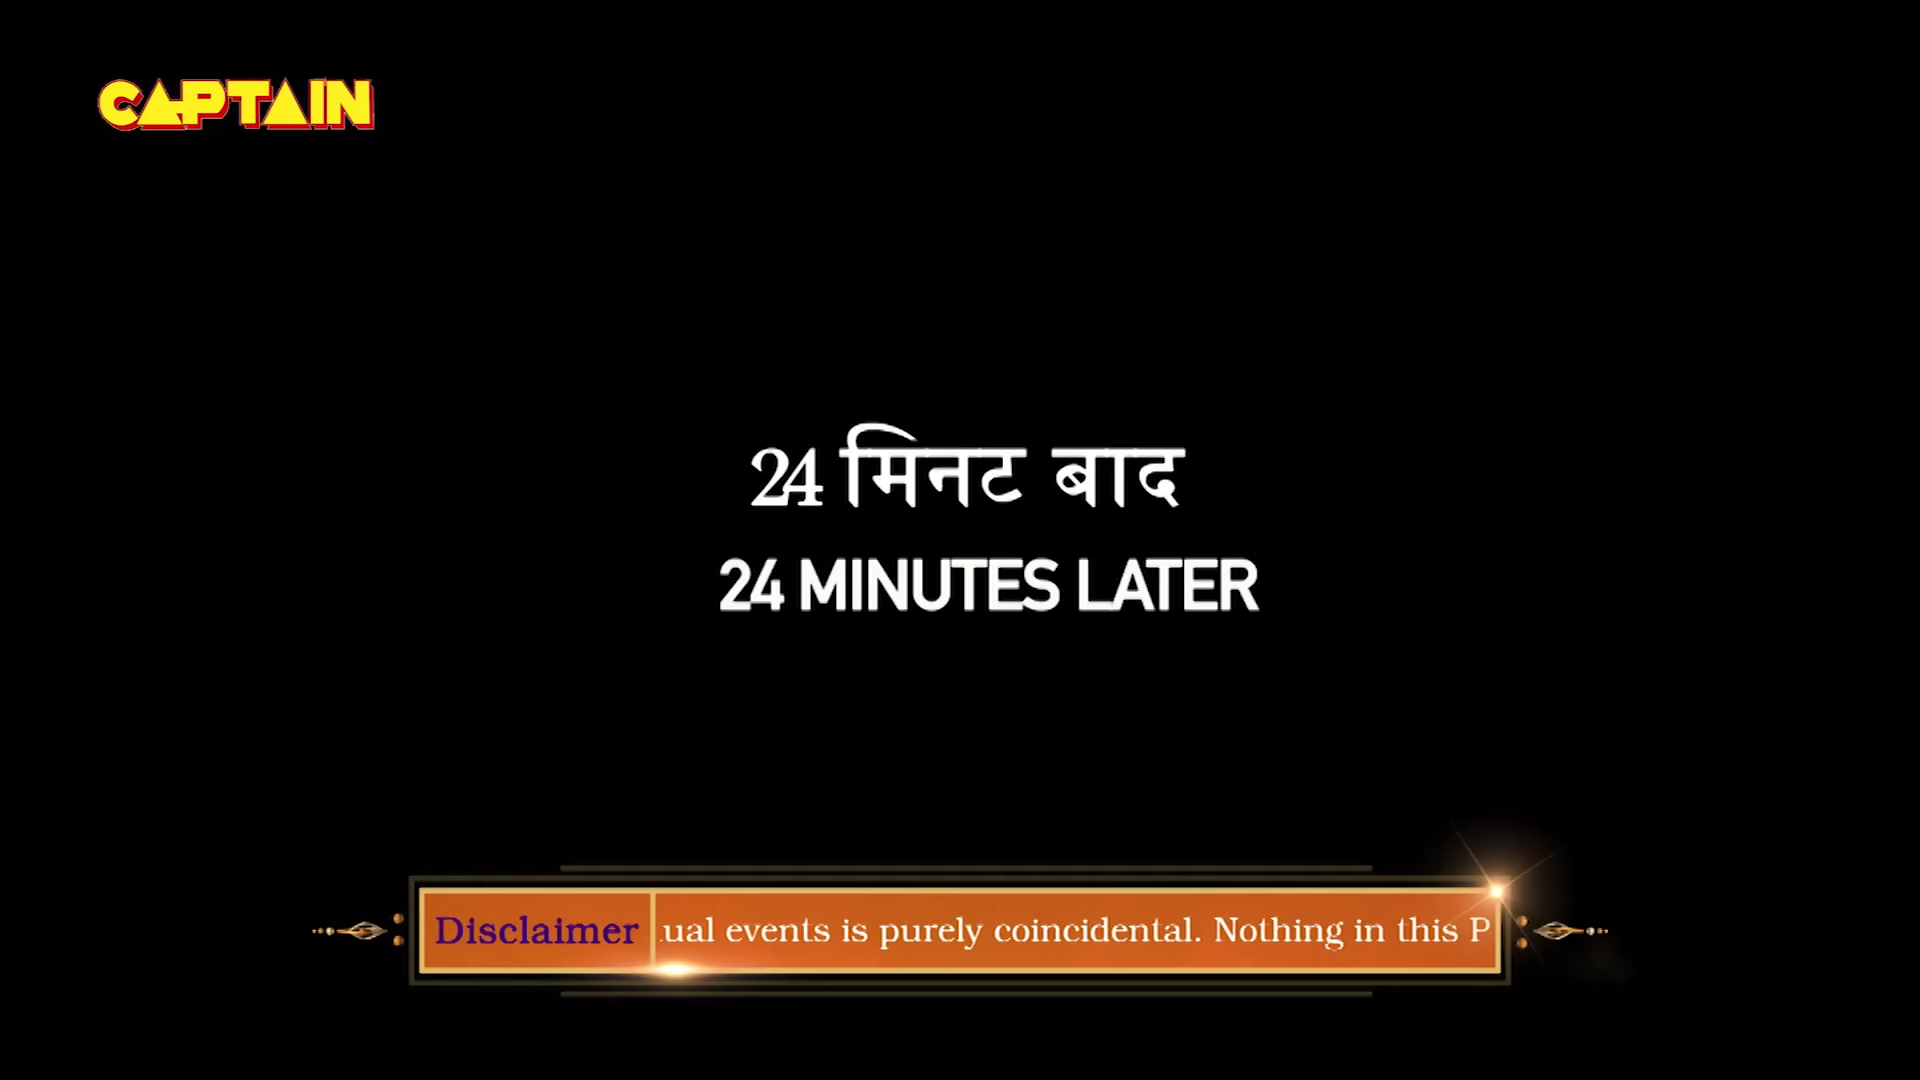 CAPTAIN
24 मिनट बाद
24 MINUTES LATER
Disclaimer ual events is purely coincidental. Nothing in this P